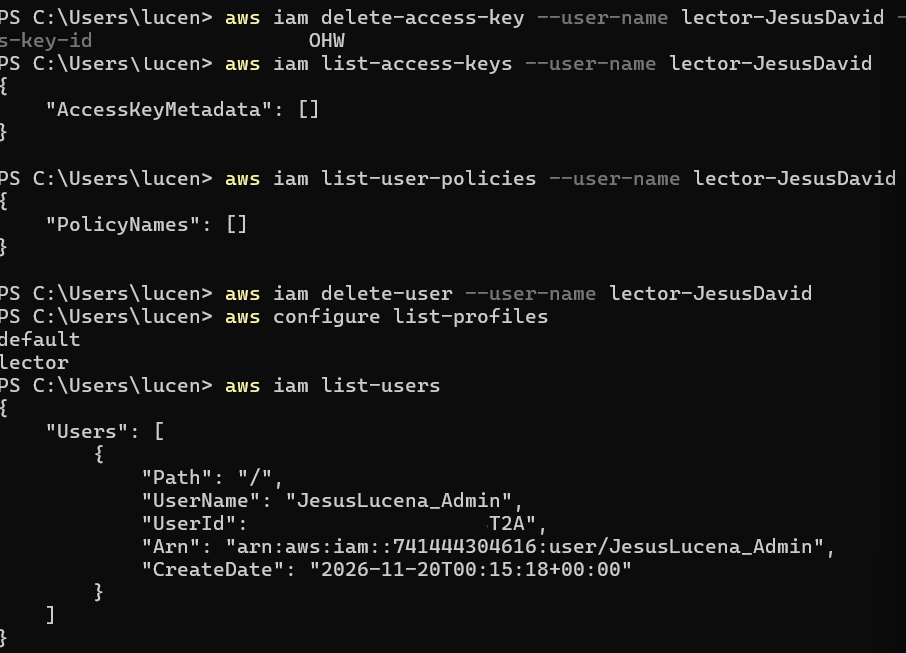 PS C:\Users\lucen> aws iam delete-access-key --user-name lector-JesusDavid -
s-key-id OHW
PS C:\Users\lucen> aws iam list-access-keys --user-name lector-JesusDavid
{
    "AccessKeyMetadata": []
}
PS C:\Users\lucen> aws iam list-user-policies --user-name lector-JesusDavid
{
    "PolicyNames": []
}
PS C:\Users\lucen> aws iam delete-user --user-name lector-JesusDavid
PS C:\Users\lucen> aws configure list-profiles
default
lector
PS C:\Users\lucen> aws iam list-users
{
    "Users": [
        {
            "Path": "/",
            "UserName": "JesusLucena_Admin",
            "UserId": T2A",
            "Arn": "arn:aws:iam::741444304616:user/JesusLucena_Admin",
            "CreateDate": "2026-11-20T00:15:18+00:00"
        }
    ]
}